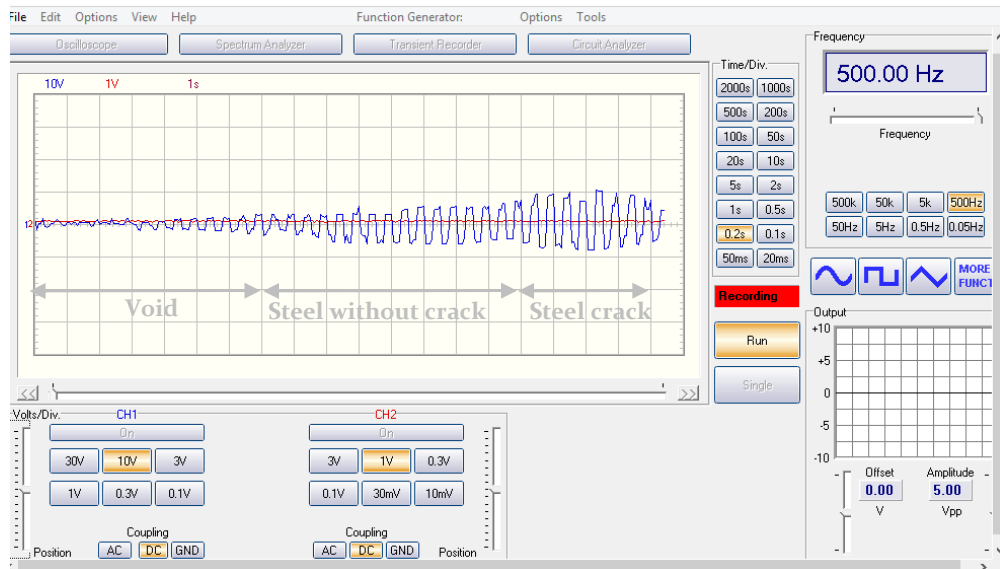 File Edit Options View Help Function Generator: Options Tools
Oscilloscope Spectrum Analyzer Transient Recorder Circuit Analyzer
10V 1V 1s
12
Void Steel without crack Steel crack
Time/Div.
2000s 1000s
500s 200s
100s 50s
20s 10s
5s 2s
1s 0.5s
0.2s 0.1s
50ms 20ms
Recording
Run
Single
<< >>
Frequency
500.00 Hz
Frequency
500k 50k 5k 500Hz
50Hz 5Hz 0.5Hz 0.05Hz
MORE
FUNCT
Output
+10
+5
0
-5
-10
Offset Amplitude
0.00 5.00
V Vpp
Volts/Div. CH1 CH2
On On
30V 10V 3V 3V 1V 0.3V
1V 0.3V 0.1V 0.1V 30mV 10mV
Coupling Coupling
Position AC DC GND AC DC GND Position